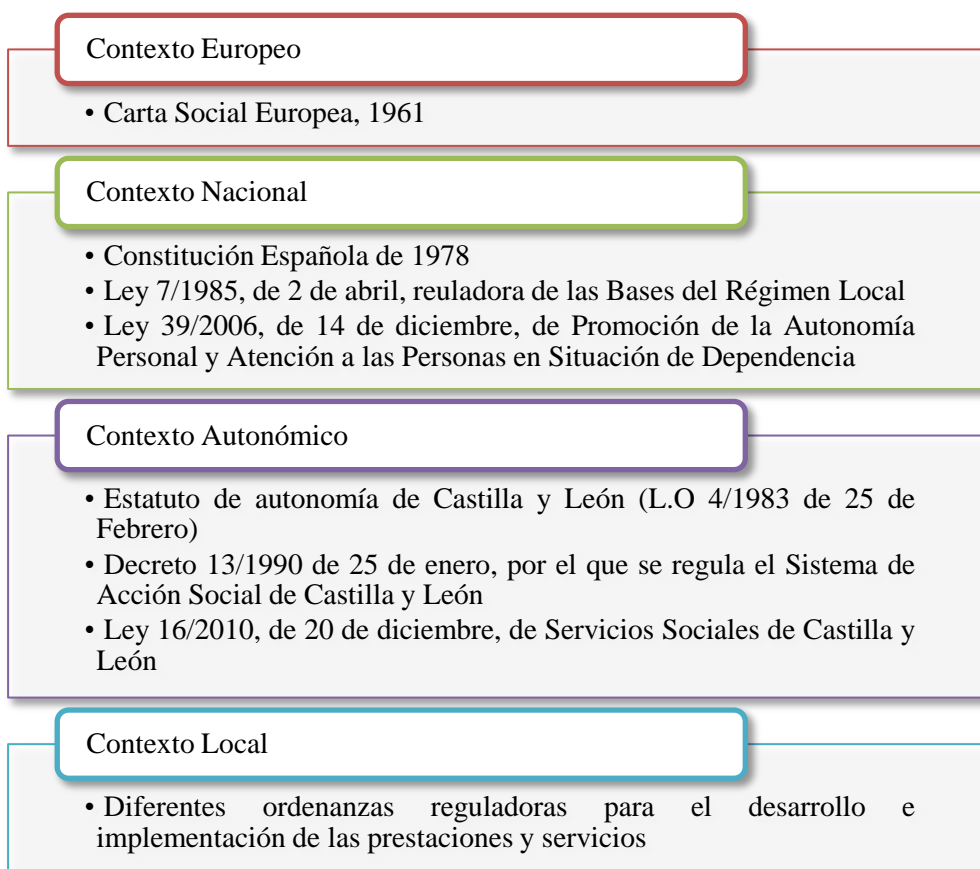 Contexto Europeo
• Carta Social Europea, 1961
Contexto Nacional
• Constitución Española de 1978
• Ley 7/1985, de 2 de abril, reuladora de las Bases del Régimen Local
• Ley 39/2006, de 14 de diciembre, de Promoción de la Autonomía
Personal y Atención a las Personas en Situación de Dependencia
Contexto Autonómico
• Estatuto de autonomía de Castilla y León (L.O 4/1983 de 25 de
Febrero)
• Decreto 13/1990 de 25 de enero, por el que se regula el Sistema de
Acción Social de Castilla y León
• Ley 16/2010, de 20 de diciembre, de Servicios Sociales de Castilla y
León
Contexto Local
• Diferentes ordenanzas reguladoras para el desarrollo e
implementación de las prestaciones y servicios